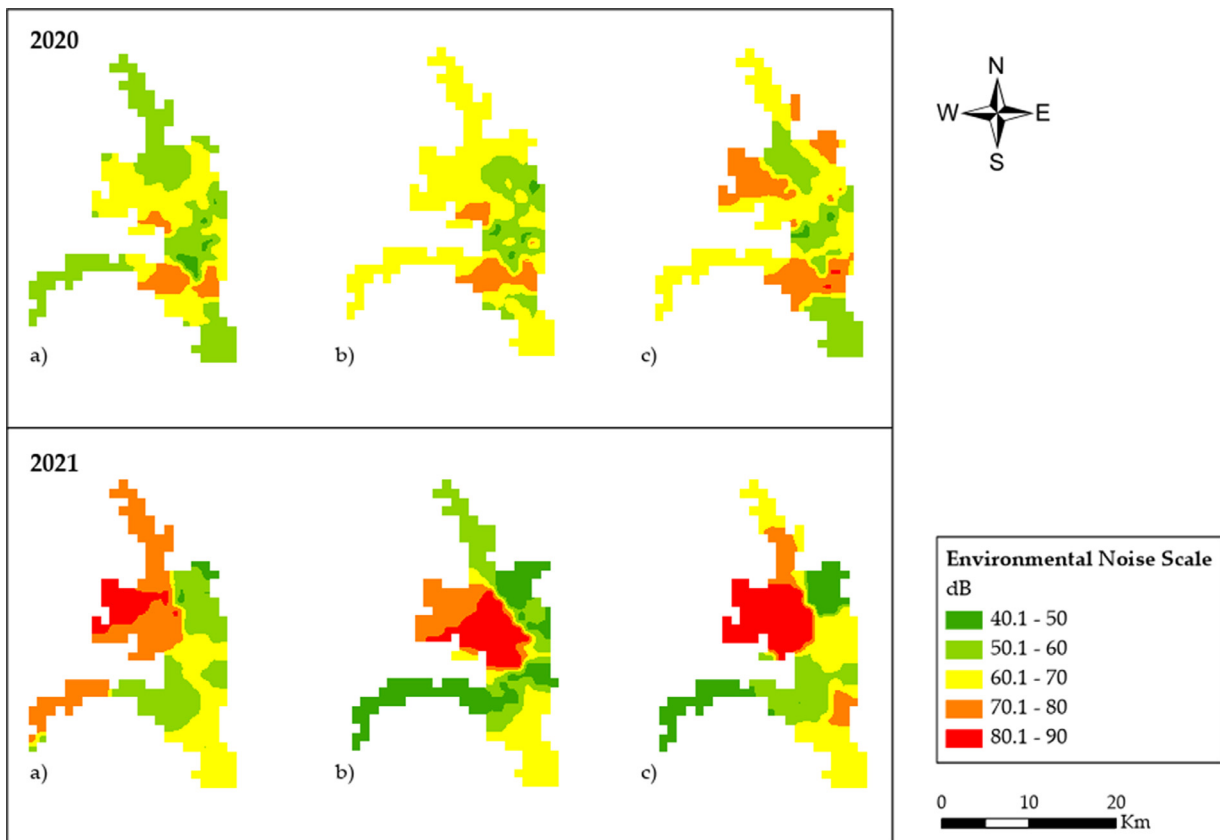 2020
N
W E
S
a) b) c)
2021
Environmental Noise Scale
dB
40.1 - 50
50.1 - 60
60.1 - 70
70.1 - 80
80.1 - 90
a) b) c)
0 10 20
Km